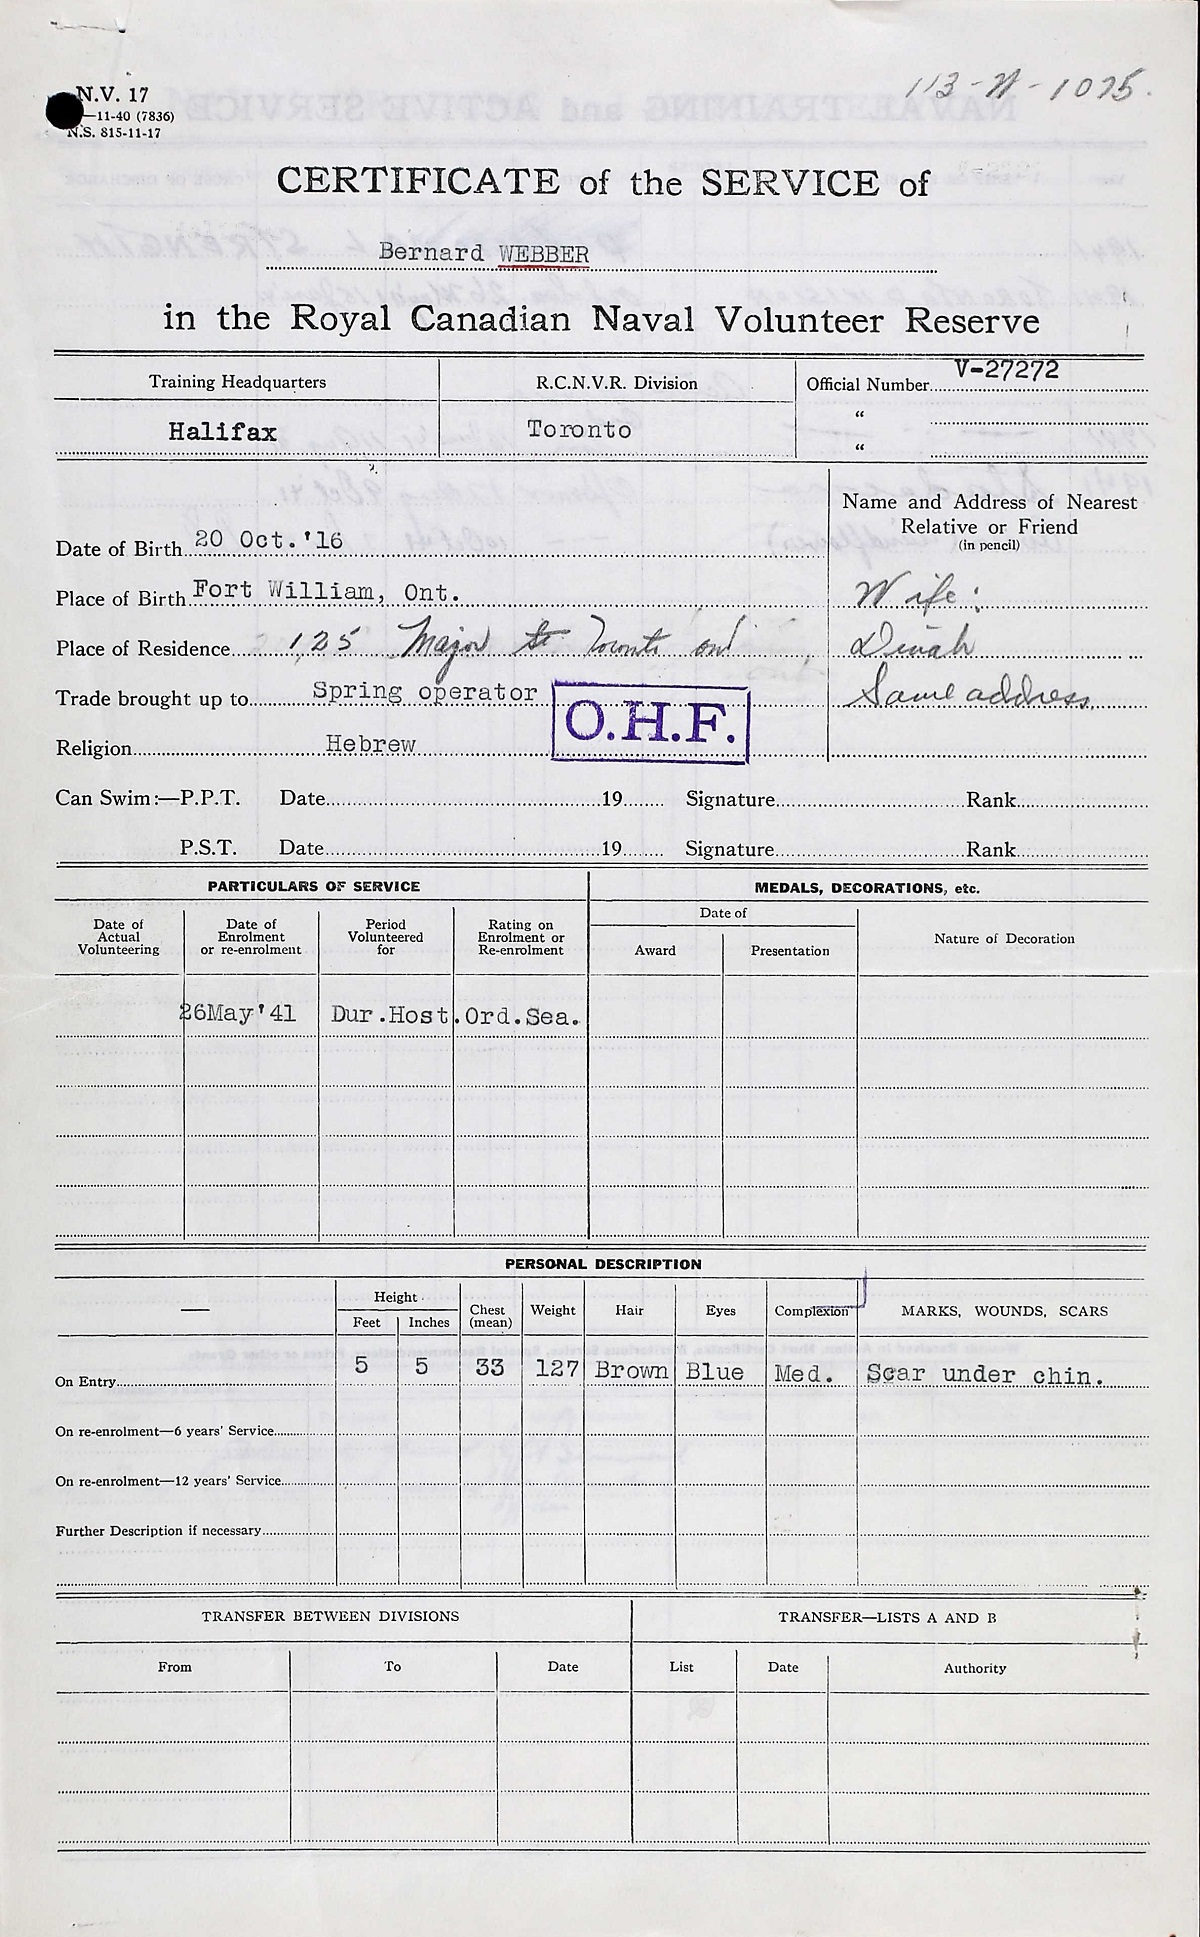 113-W-1075.
N.V. 17
—11-40 (7836)
N.S. 815-11-17
CERTIFICATE of the SERVICE of
Bernard WEBBER
in the Royal Canadian Naval Volunteer Reserve
Training Headquarters R.C.N.V.R. Division Official Number V-27272
Halifax Toronto “
“
Name and Address of Nearest
Relative or Friend
(in pencil)
Date of Birth 20 Oct.'16
Place of Birth Fort William, Ont. Wife:
Place of Residence 125 Major St Toronto ont Dinah
Trade brought up to Spring operator Same address
O.H.F.
Religion Hebrew
Can Swim:—P.P.T. Date 19 Signature Rank
P.S.T. Date 19 Signature Rank
PARTICULARS OF SERVICE MEDALS, DECORATIONS, etc.
Date of Actual Volunteering Date of Enrolment or re-enrolment Period Volunteered for Rating on Enrolment or Re-enrolment Date of Award Presentation Nature of Decoration
26May'41 Dur.Host. Ord.Sea.
PERSONAL DESCRIPTION
— Height Feet Inches Chest (mean) Weight Hair Eyes Complexion MARKS, WOUNDS, SCARS
On Entry 5 5 33 127 Brown Blue Med. Scar under chin.
On re-enrolment—6 years' Service
On re-enrolment—12 years' Service
Further Description if necessary
TRANSFER BETWEEN DIVISIONS TRANSFER—LISTS A AND B
From To Date List Date Authority